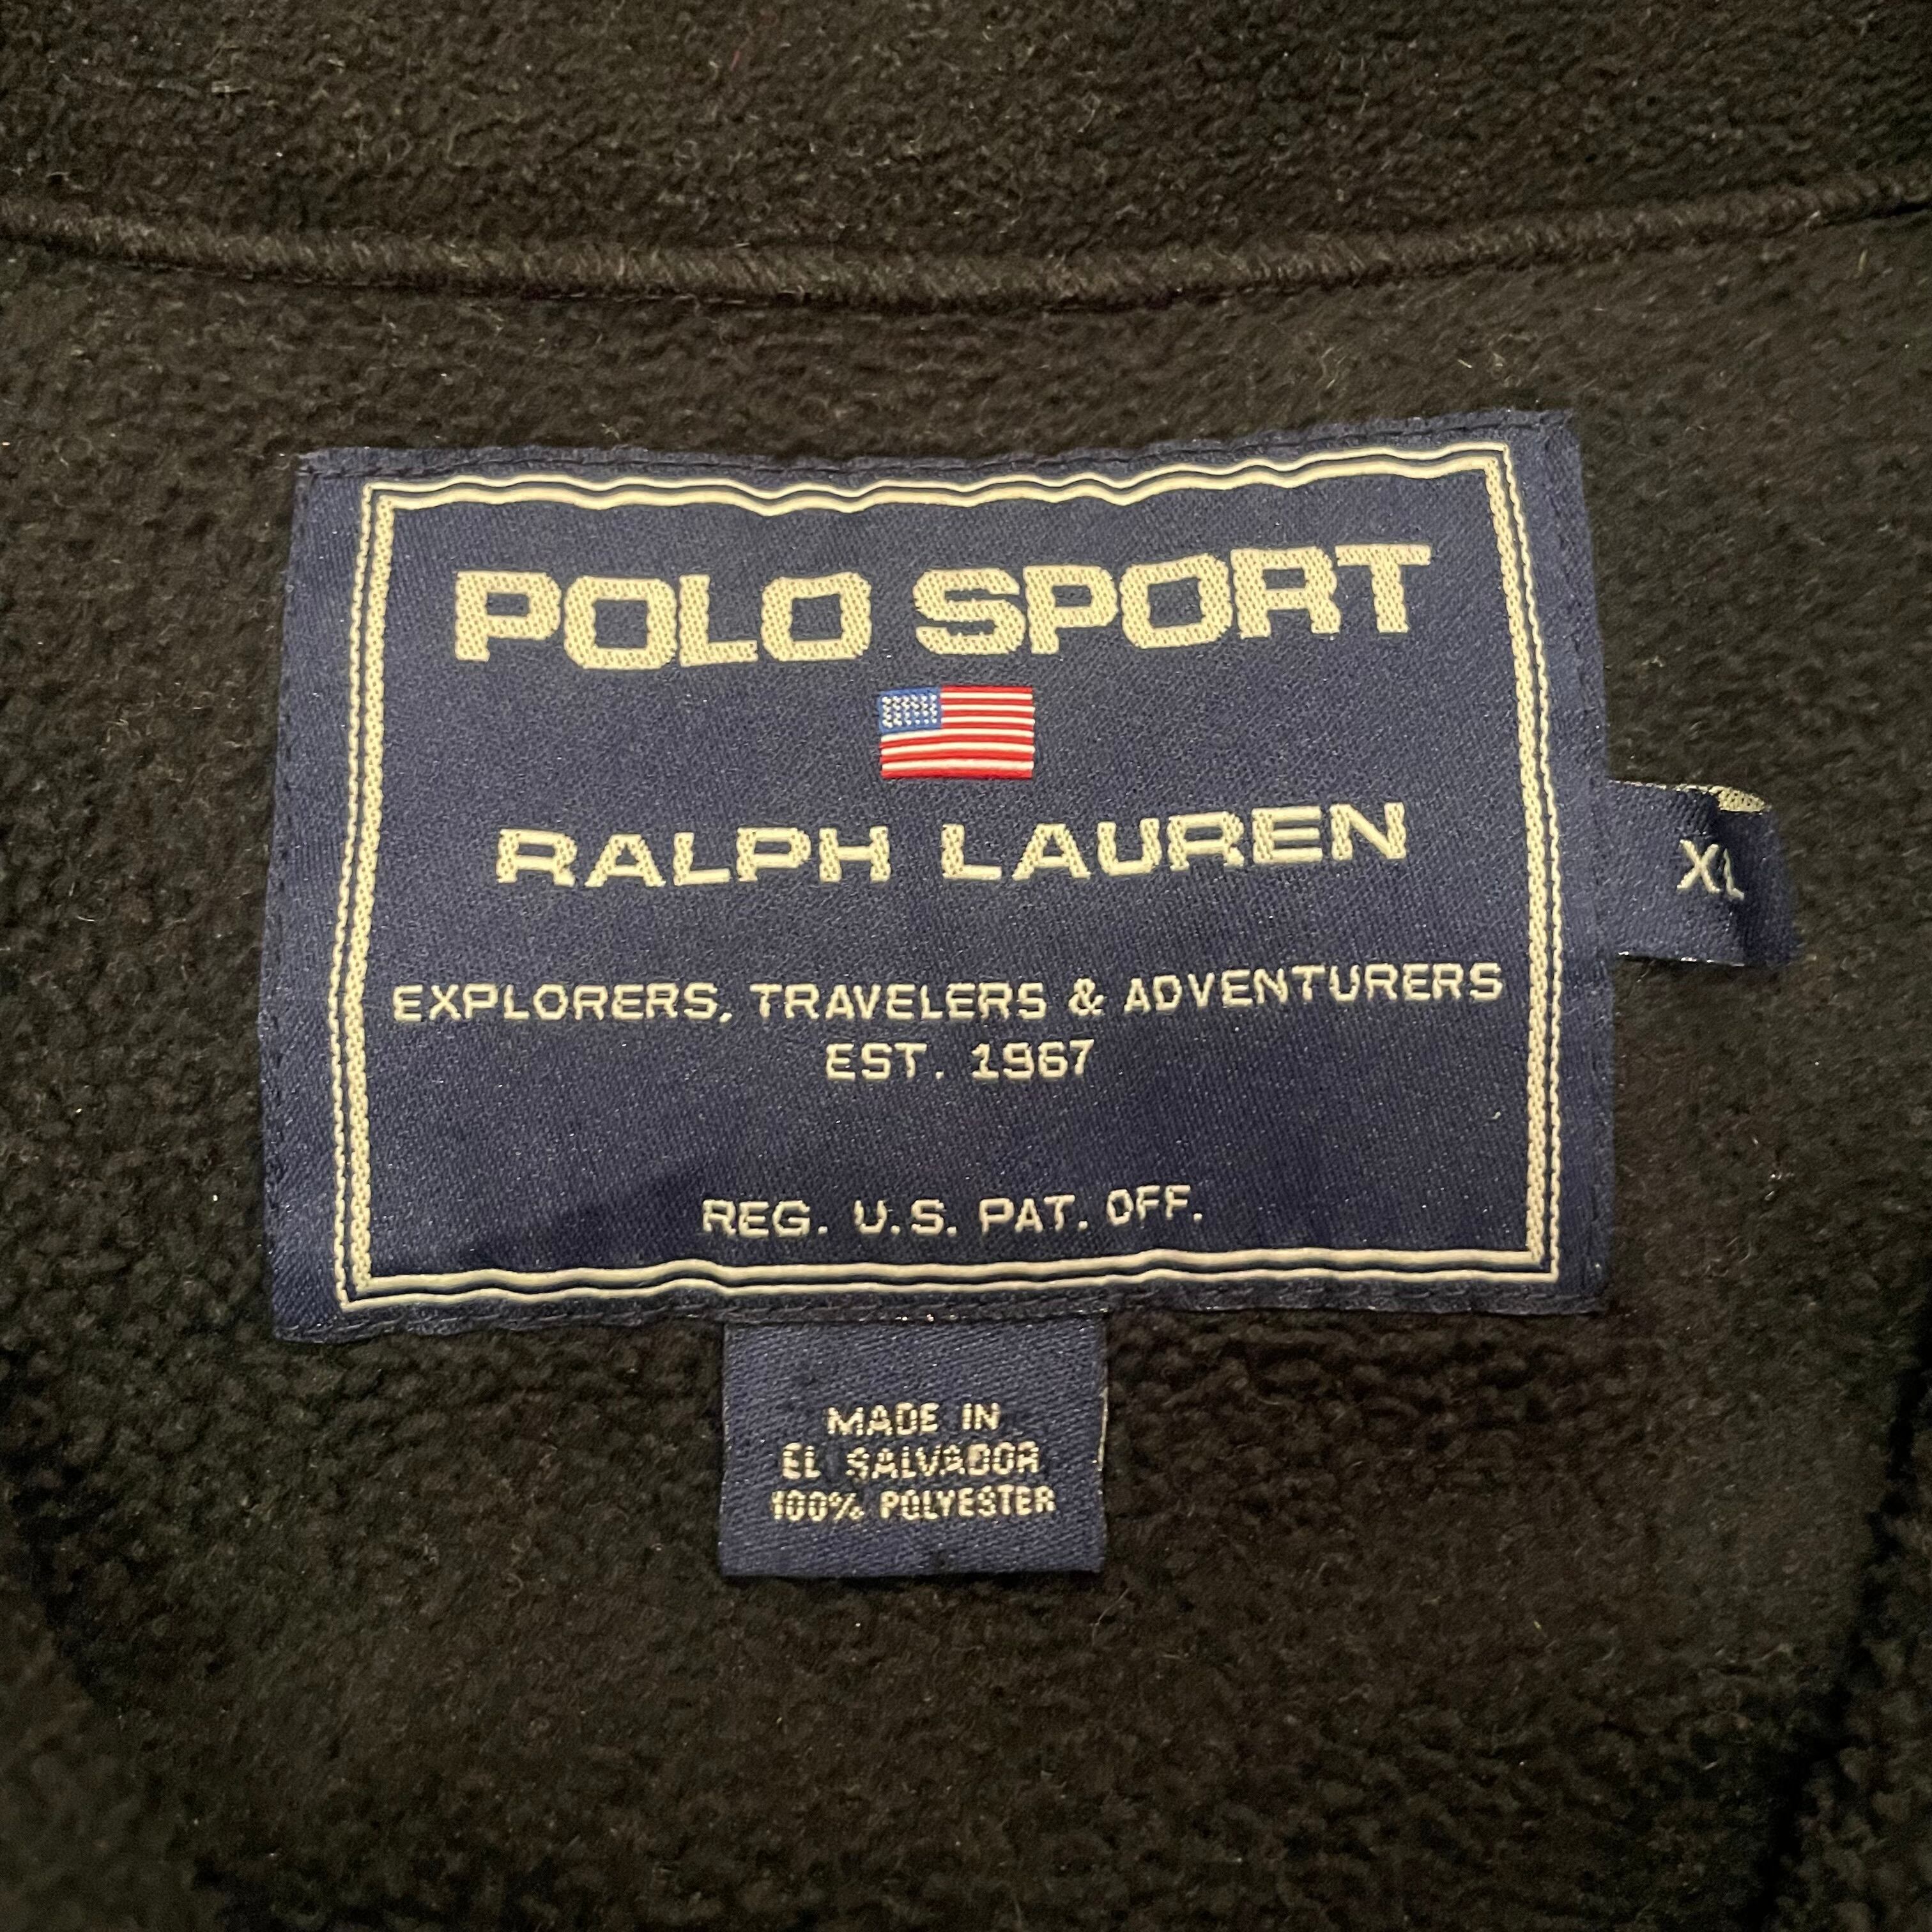 POLO SPORT
RALPH LAUREN
XL
EXPLORERS, TRAVELERS & ADVENTURERS
EST. 1967
REG. U.S. PAT. OFF.
MADE IN
EL SALVADOR
100% POLYESTER